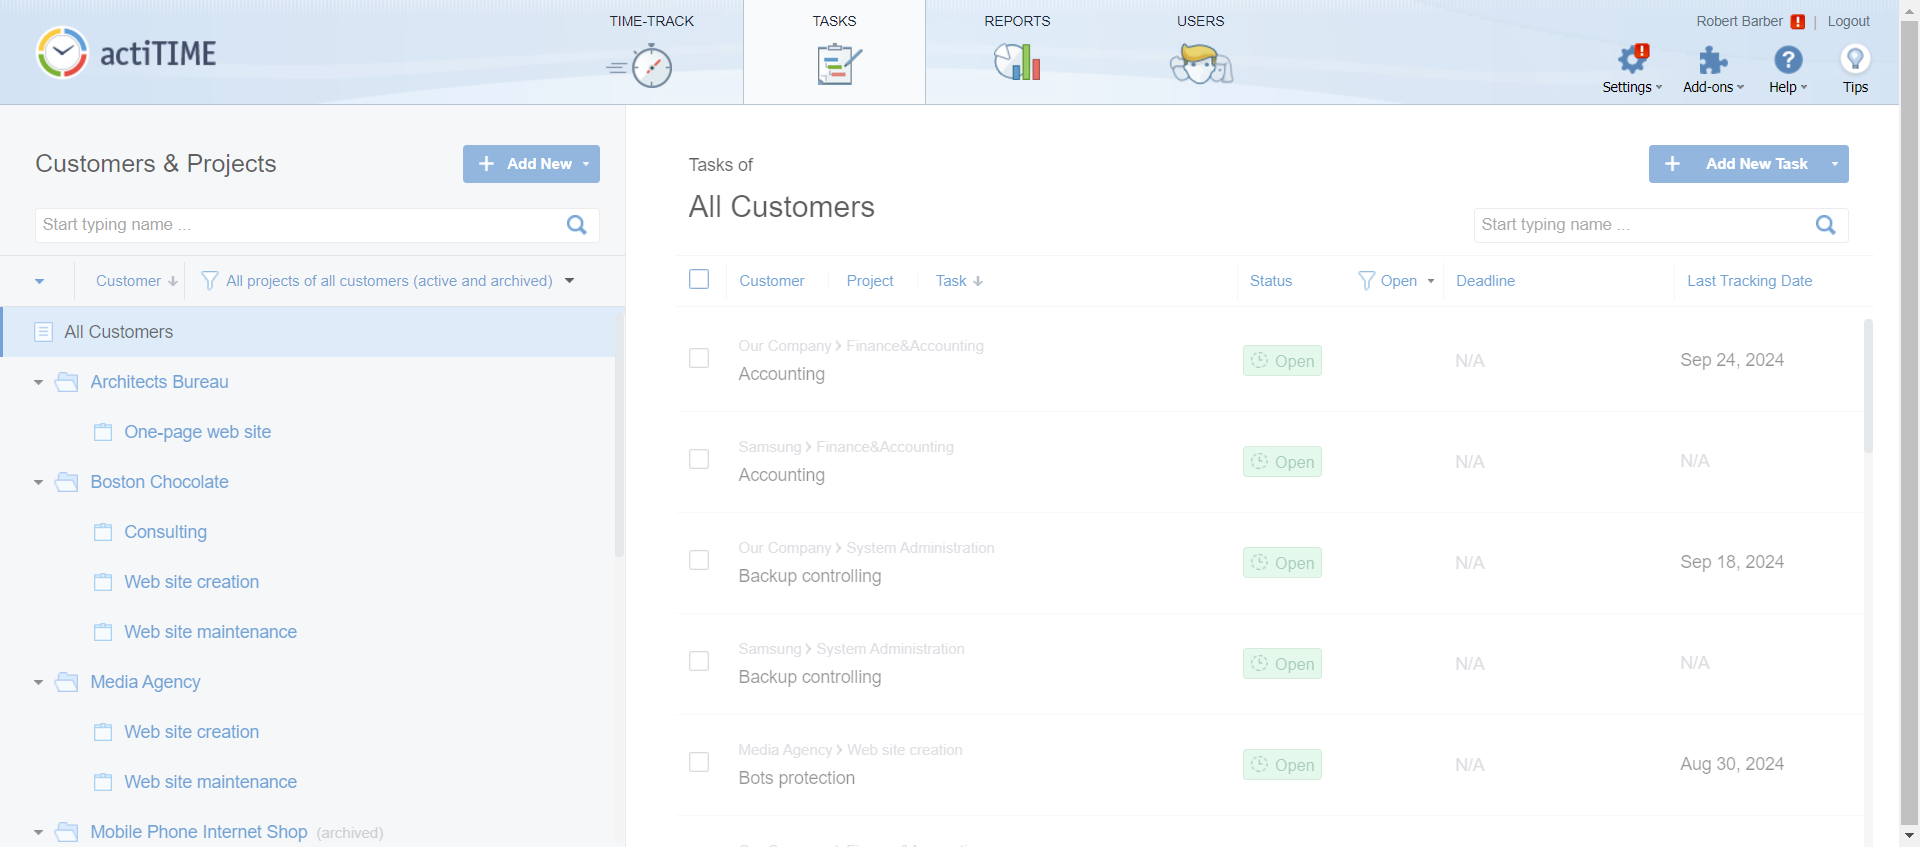 actiTIME
TIME-TRACK
TASKS
REPORTS
USERS
Robert Barber ! | Logout
Settings
Add-ons
Help
Tips
Customers & Projects
+ Add New
Start typing name ...
Customer
All projects of all customers (active and archived)
All Customers
Architects Bureau
One-page web site
Boston Chocolate
Consulting
Web site creation
Web site maintenance
Media Agency
Web site creation
Web site maintenance
Mobile Phone Internet Shop (archived)
Tasks of
All Customers
+ Add New Task
Start typing name ...
Customer Project Task Status Open Deadline Last Tracking Date
Our Company > Finance&Accounting
Accounting Open N/A Sep 24, 2024
Samsung > Finance&Accounting
Accounting Open N/A N/A
Our Company > System Administration
Backup controlling Open N/A Sep 18, 2024
Samsung > System Administration
Backup controlling Open N/A N/A
Media Agency > Web site creation
Bots protection Open N/A Aug 30, 2024